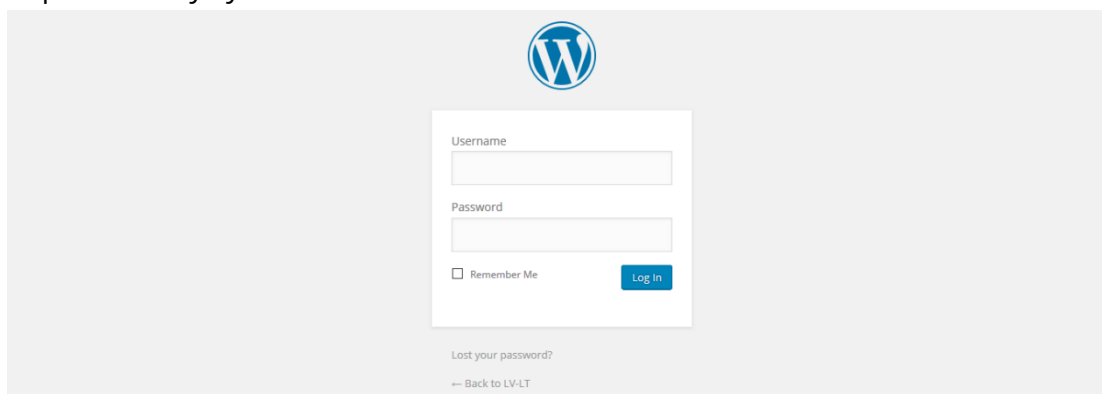 W
Username
Password
Remember Me
Log In
Lost your password?
← Back to LV-LT